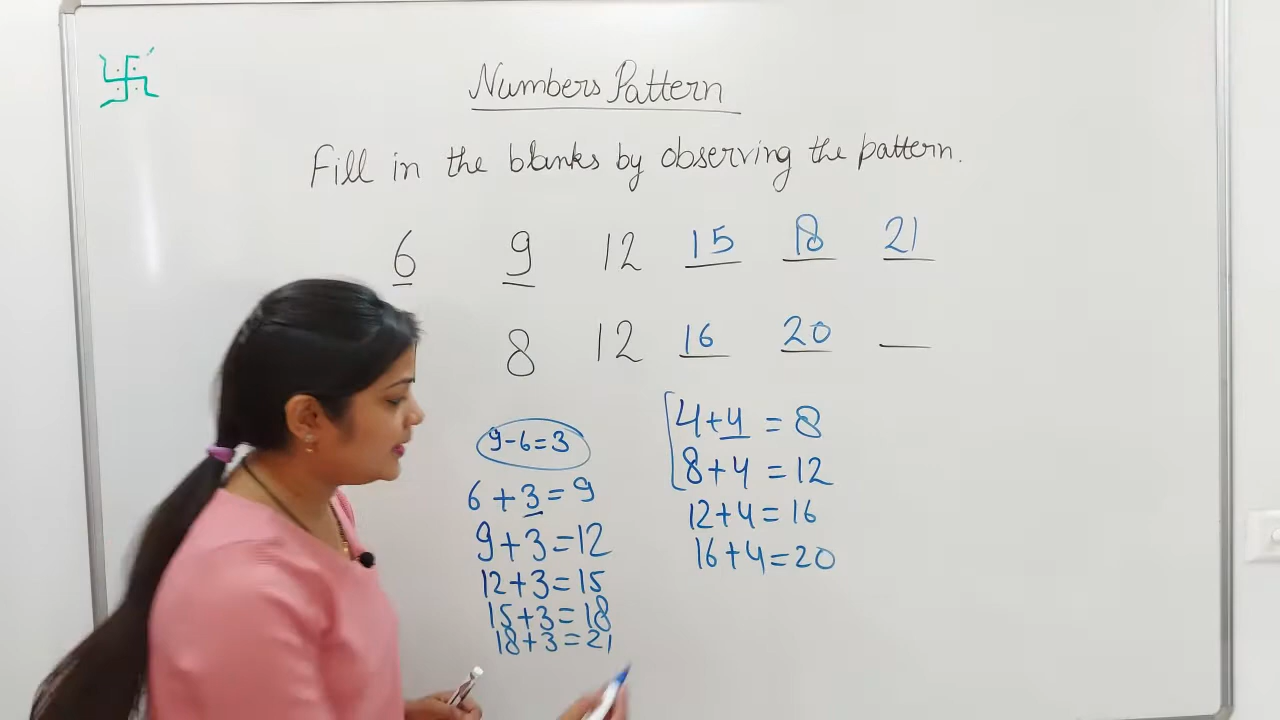 Numbers Pattern
Fill in the blanks by observing the pattern.
6 9 12 15 18 21
8 12 16 20 __
9-6=3
6+3=9
9+3=12
12+3=15
15+3=18
18+3=21
4+4=8
8+4=12
12+4=16
16+4=20